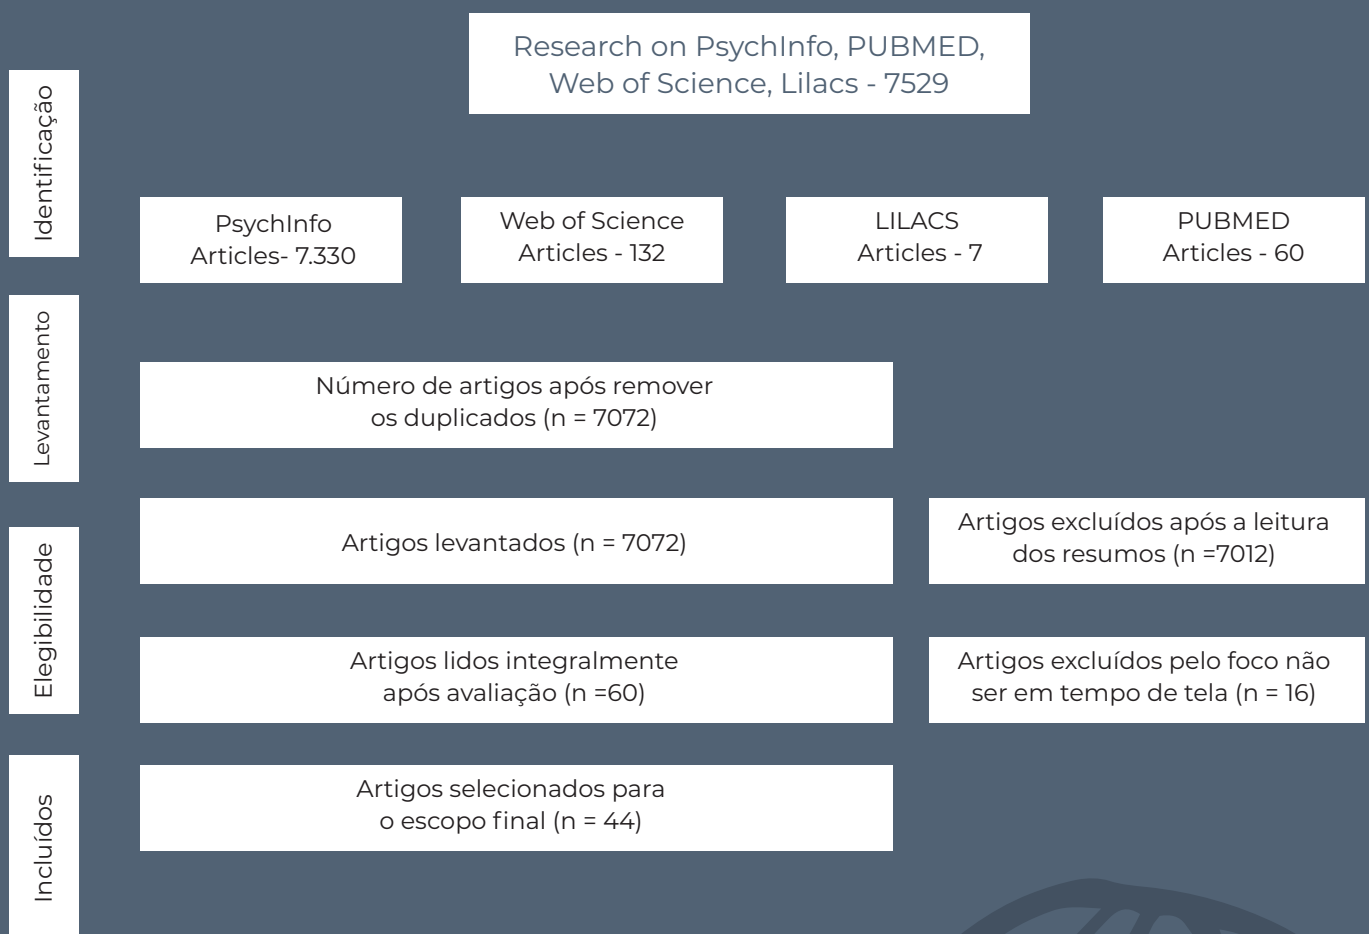 Research on PsychInfo, PUBMED,
Web of Science, Lilacs - 7529
Identificação
PsychInfo
Articles- 7.330
Web of Science
Articles - 132
LILACS
Articles - 7
PUBMED
Articles - 60
Levantamento
Número de artigos após remover
os duplicados (n = 7072)
Elegibilidade
Artigos levantados (n = 7072)
Artigos excluídos após a leitura
dos resumos (n =7012)
Artigos lidos integralmente
após avaliação (n =60)
Artigos excluídos pelo foco não
ser em tempo de tela (n = 16)
Incluídos
Artigos selecionados para
o escopo final (n = 44)